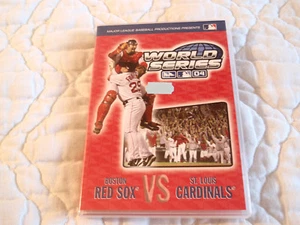 MAJOR LEAGUE BASEBALL PRODUCTIONS PRESENTS
WORLD
SERIES
04
BOSTON
RED SOX
VS
ST. LOUIS
CARDINALS